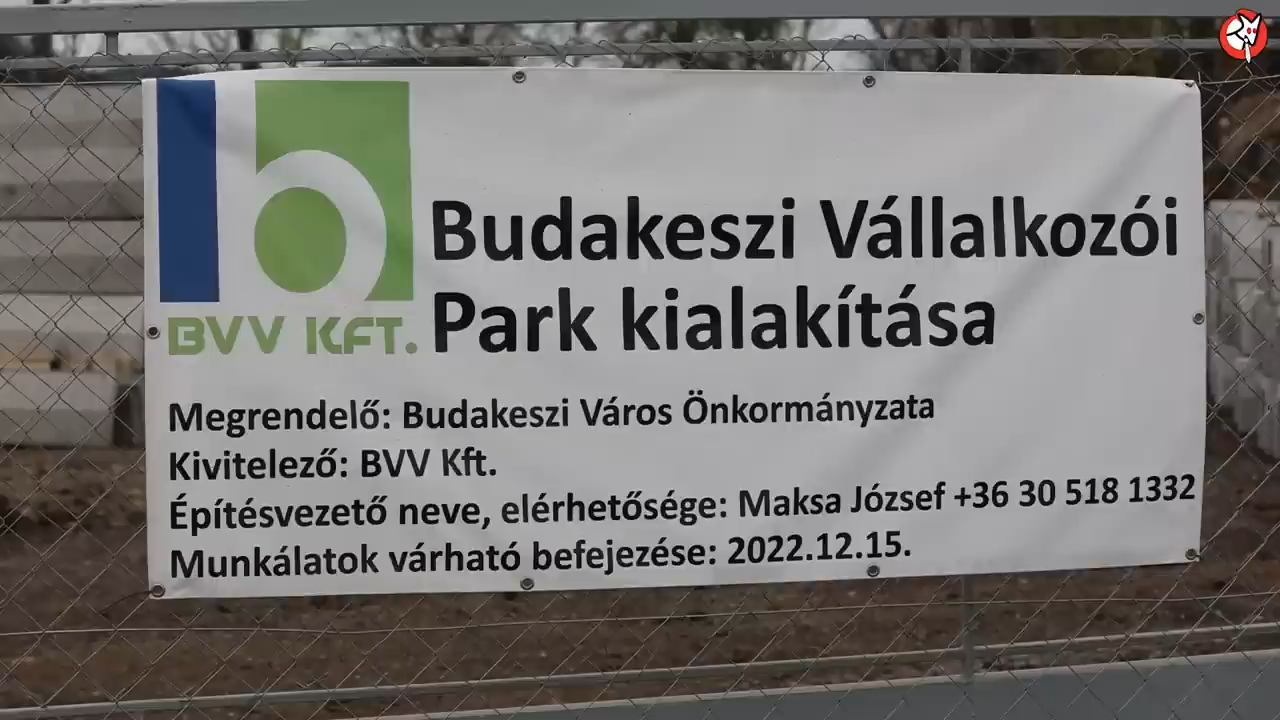 Budakeszi Vállalkozói
Park kialakítása
BVV KFT.
Megrendelő: Budakeszi Város Önkormányzata
Kivitelező: BVV Kft.
Építésvezető neve, elérhetősége: Maksa József +36 30 518 1332
Munkálatok várható befejezése: 2022.12.15.